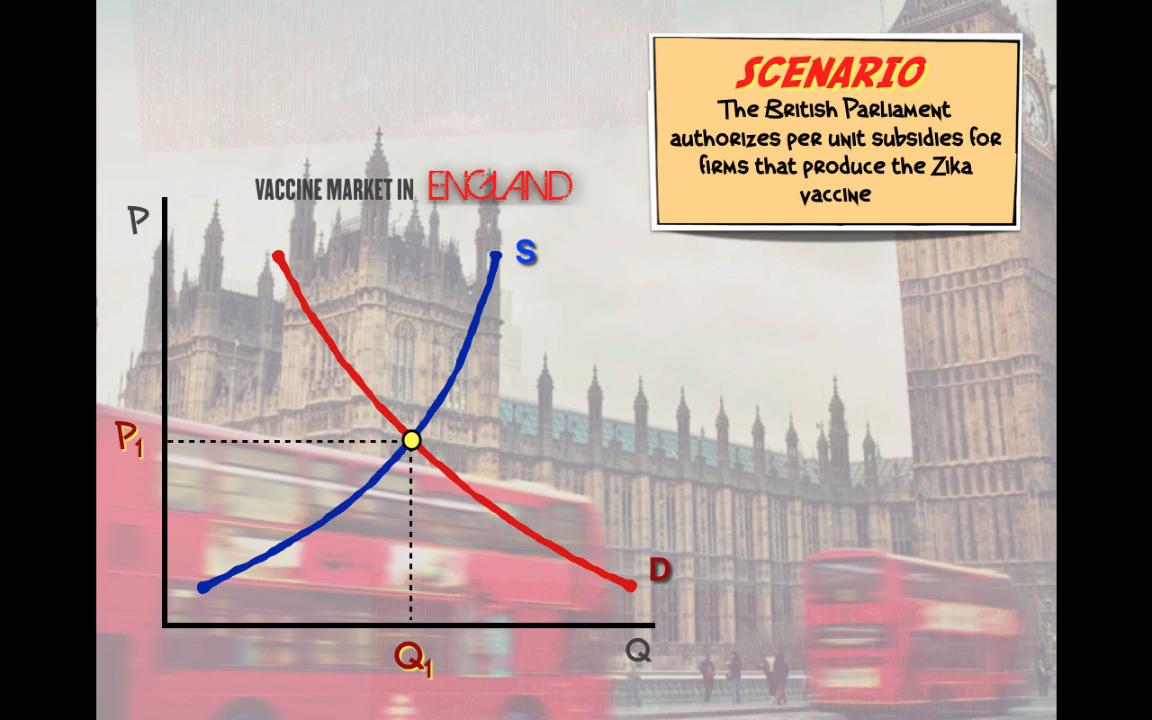 SCENARIO
The British Parliament
authorizes per unit subsidies for
firms that produce the Zika
vaccine
VACCINE MARKET IN ENGLAND
P
S
P1
D
Q1
Q